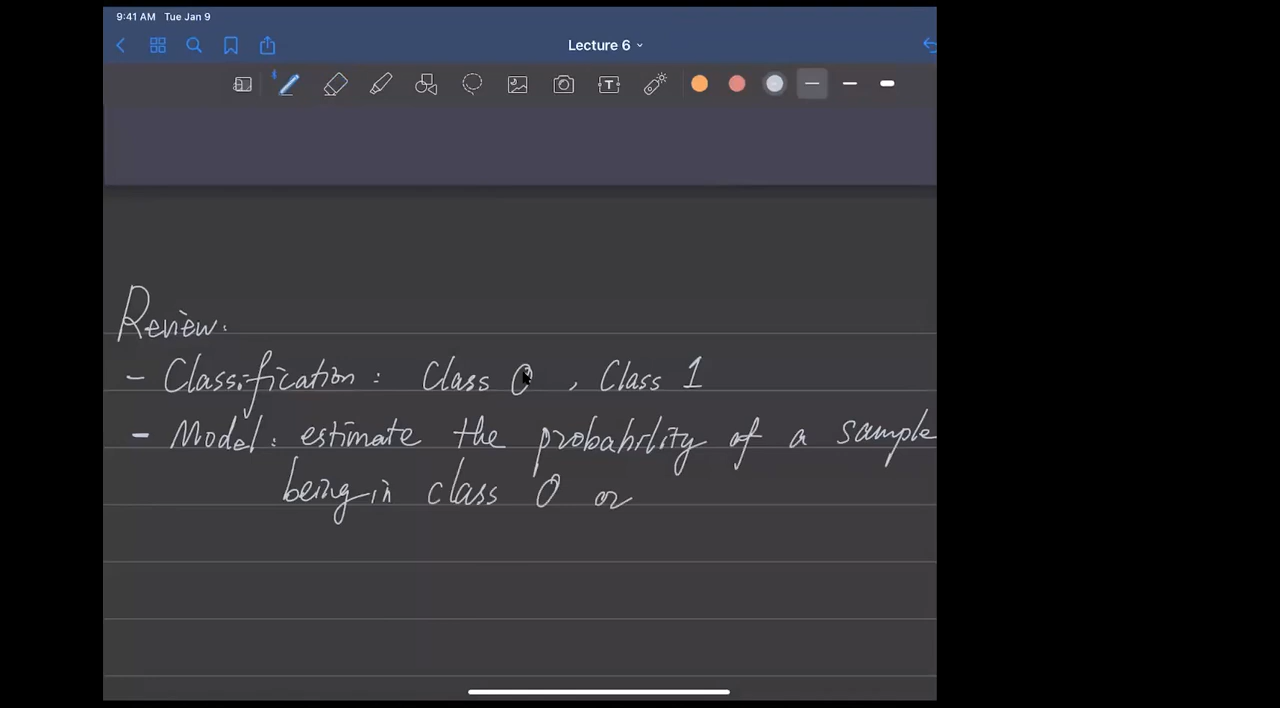 9:41 AM Tue Jan 9
Lecture 6
T
Review:
- Classification: Class 0, Class 1
- Model: estimate the probability of a sample
being in class 0 or